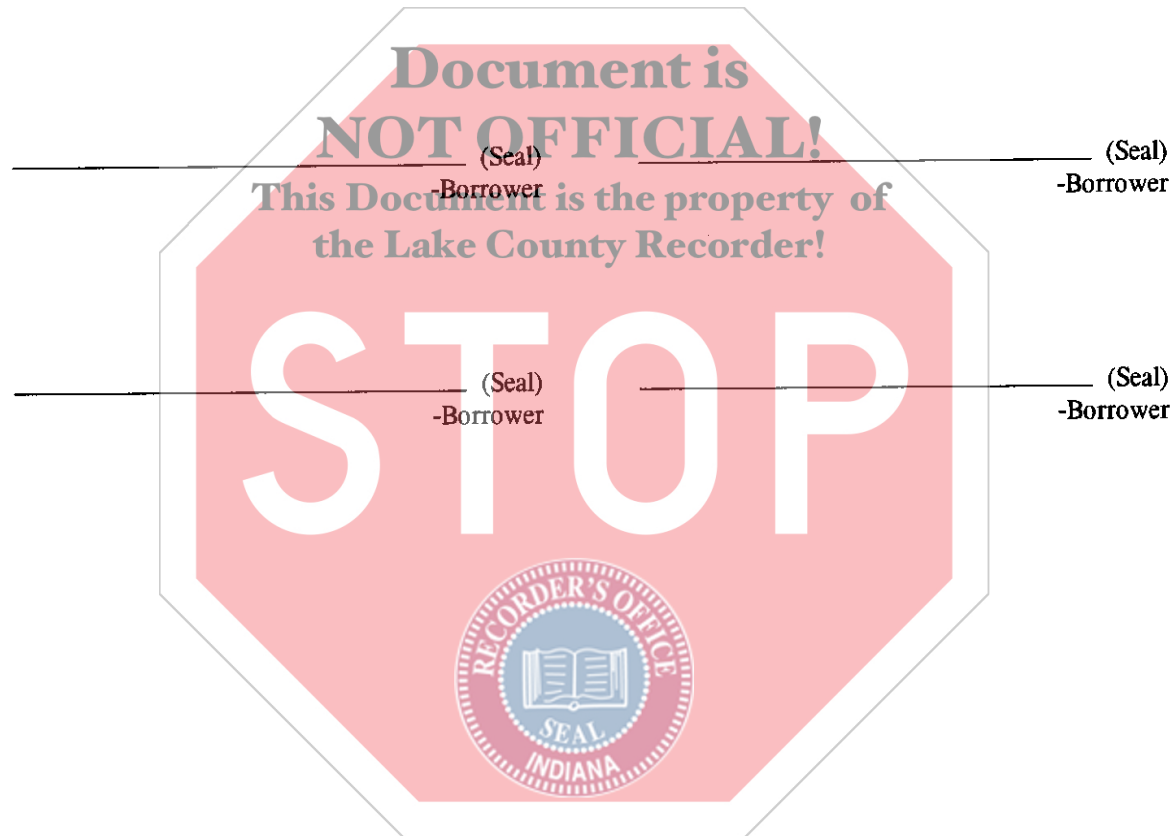 Document is
NOT OFFICIAL!
(Seal) (Seal)
-Borrower -Borrower
This Document is the property of
the Lake County Recorder!
STOP
(Seal) (Seal)
-Borrower -Borrower
RECORDER'S OFFICE
SEAL
INDIANA